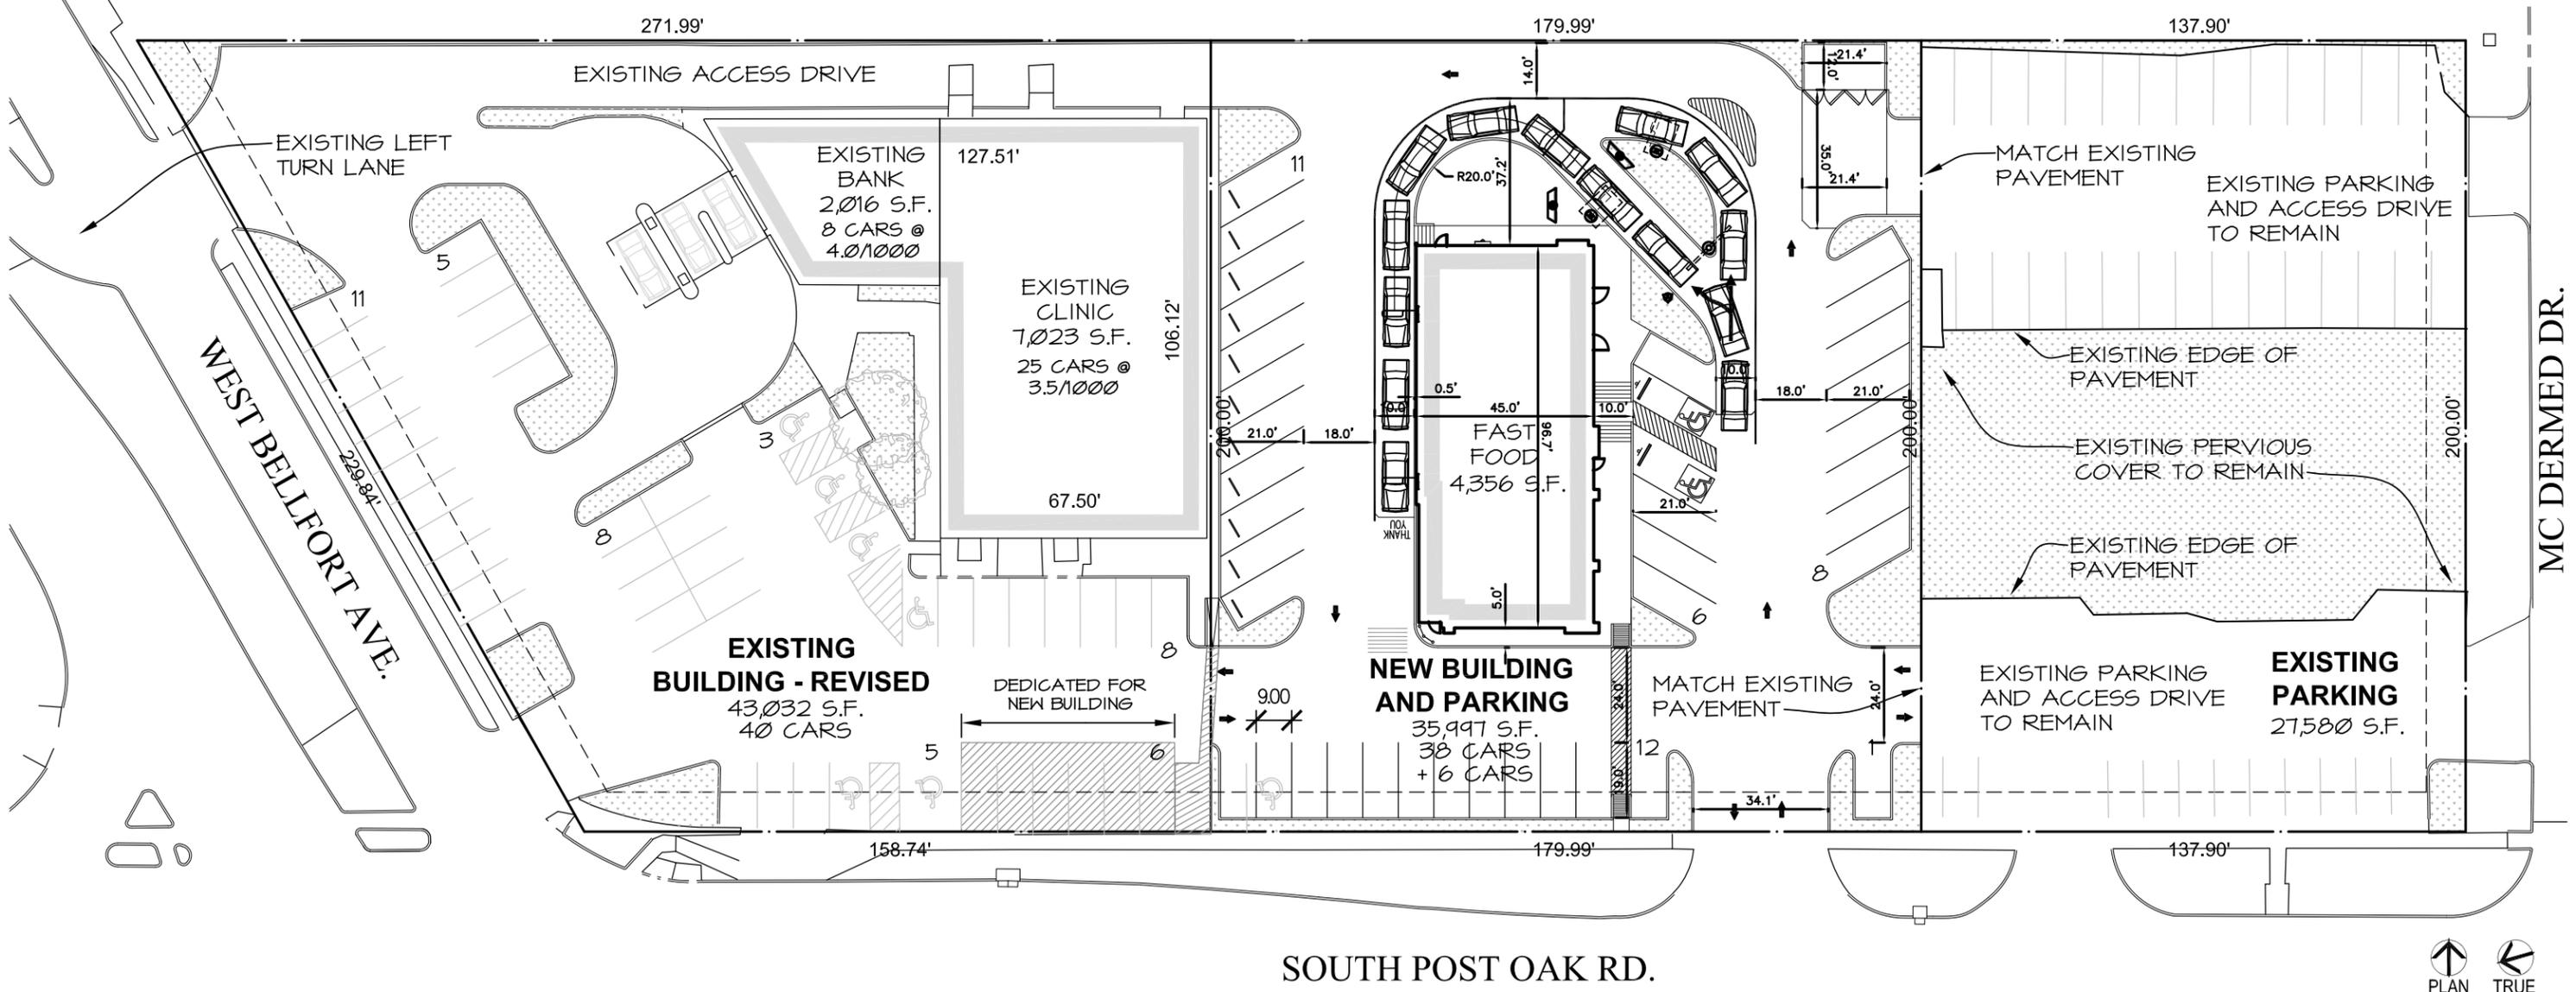 271.99'
179.99'
137.90'
EXISTING ACCESS DRIVE
14.0'
12.0'
21.4'
EXISTING LEFT
TURN LANE
EXISTING
BANK
2,016 S.F.
8 CARS @
4.0/1000
127.51'
11
R20.0'
37.2'
35.0'
21.4'
MATCH EXISTING
PAVEMENT
EXISTING PARKING
AND ACCESS DRIVE
TO REMAIN
5
11
EXISTING
CLINIC
7,023 S.F.
25 CARS @
3.5/1000
106.12'
67.50'
WEST BELLFORT AVE.
229.84'
3
8
200.00'
21.0'
18.0'
0.5'
45.0'
10.0'
96.7'
FAST
FOOD
4,356 S.F.
THANK
YOU
5.0'
21.0'
18.0'
21.0'
200.00'
EXISTING EDGE OF
PAVEMENT
EXISTING PERVIOUS
COVER TO REMAIN
EXISTING EDGE OF
PAVEMENT
200.00'
MC DERMED DR.
8
6
8
EXISTING
BUILDING - REVISED
43,032 S.F.
40 CARS
DEDICATED FOR
NEW BUILDING
5
6
9.00
NEW BUILDING
AND PARKING
35,997 S.F.
38 CARS
+ 6 CARS
24.0'
12
MATCH EXISTING
PAVEMENT
24.0'
1
34.1'
EXISTING PARKING
AND ACCESS DRIVE
TO REMAIN
EXISTING
PARKING
27,580 S.F.
158.74'
179.99'
137.90'
SOUTH POST OAK RD.
PLAN
TRUE